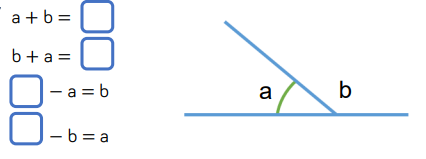 a + b =
b + a =
− a = b
− b = a
a b